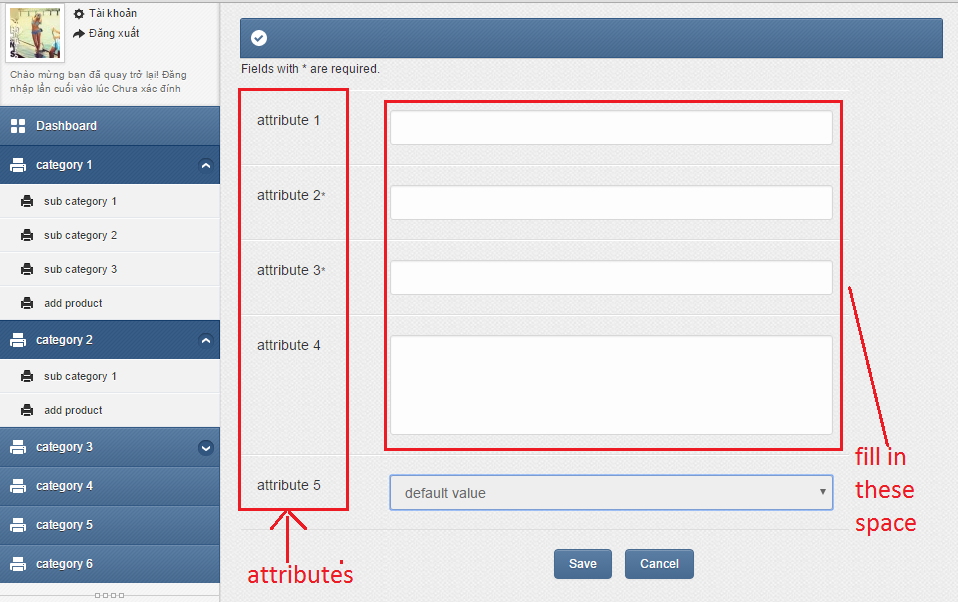 Tài khoản
Đăng xuất
Chào mừng bạn đã quay trở lại! Đăng
nhập lần cuối vào lúc Chưa xác định
Dashboard
category 1
sub category 1
sub category 2
sub category 3
add product
category 2
sub category 1
add product
category 3
category 4
category 5
category 6
Fields with * are required.
attribute 1
attribute 2*
attribute 3*
attribute 4
attribute 5
default value
Save
Cancel
attributes
fill in
these
space